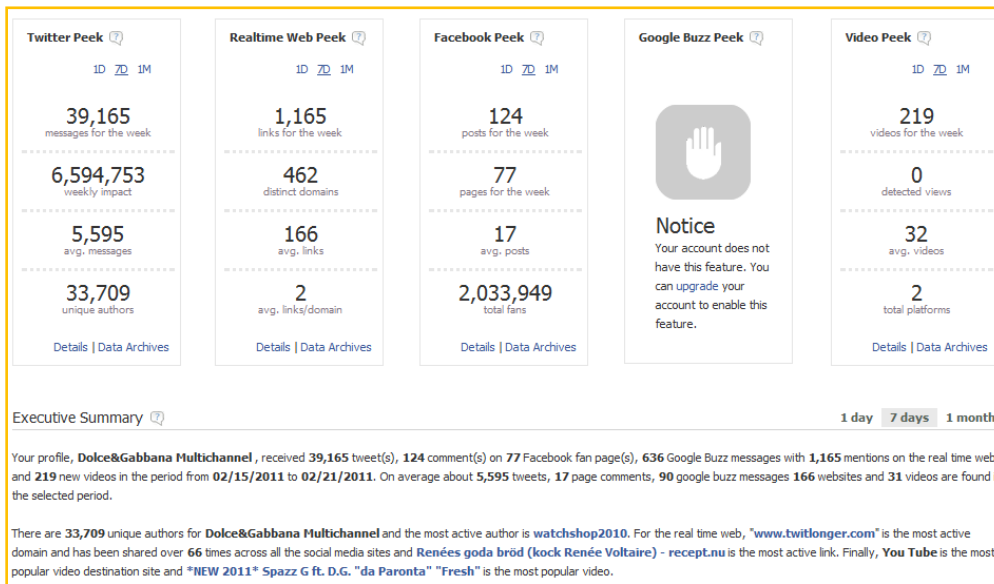 Twitter Peek ?
1D 7D 1M
39,165
messages for the week
6,594,753
weekly impact
5,595
avg. messages
33,709
unique authors
Details | Data Archives
Realtime Web Peek ?
1D 7D 1M
1,165
links for the week
462
distinct domains
166
avg. links
2
avg. links/domain
Details | Data Archives
Facebook Peek ?
1D 7D 1M
124
posts for the week
77
pages for the week
17
avg. posts
2,033,949
total fans
Details | Data Archives
Google Buzz Peek ?
Notice
Your account does not
have this feature. You
can upgrade your
account to enable this
feature.
Video Peek ?
1D 7D 1M
219
videos for the week
0
detected views
32
avg. videos
2
total platforms
Details | Data Archives
Executive Summary ?
1 day 7 days 1 month
Your profile, Dolce&Gabbana Multichannel , received 39,165 tweet(s), 124 comment(s) on 77 Facebook fan page(s), 636 Google Buzz messages with 1,165 mentions on the real time web
and 219 new videos in the period from 02/15/2011 to 02/21/2011. On average about 5,595 tweets, 17 page comments, 90 google buzz messages 166 websites and 31 videos are found
the selected period.
There are 33,709 unique authors for Dolce&Gabbana Multichannel and the most active author is watchshop2010. For the real time web, "www.twitlonger.com" is the most active
domain and has been shared over 66 times across all the social media sites and Renées goda bröd (kock Renée Voltaire) - recept.nu is the most active link. Finally, You Tube is the most
popular video destination site and *NEW 2011* Spazz G ft. D.G. "da Paronta" "Fresh" is the most popular video.